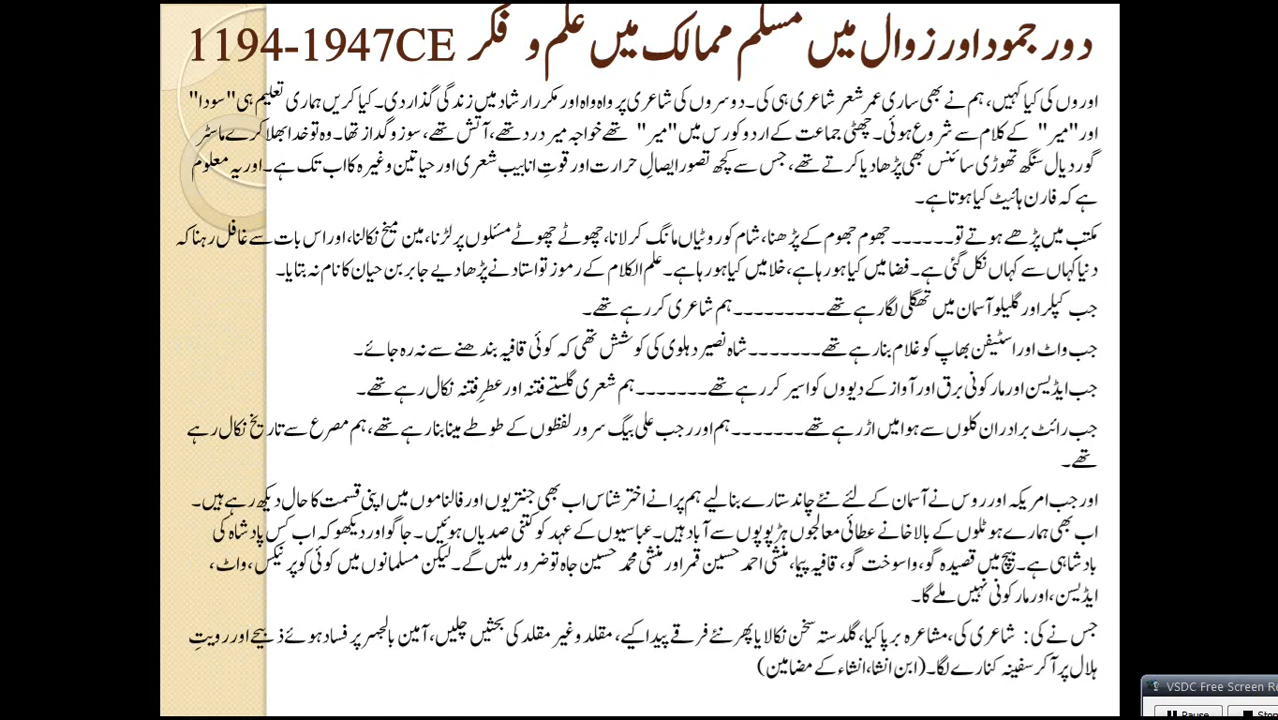 دور جمود اور زوال میں مسلم ممالک میں علم و فکر 1194-1947CE
اوروں کی کیا کہیں، ہم نے بھی ساری عمر شعر شاعری ہی کی۔ دوسروں کی شاعری پر واہ واہ اور مکرر ارشاد میں زندگی گذار دی۔ کیا کریں ہماری تعلیم ہی "سودا"
اور "میر" کے کلام سے شروع ہوئی۔ چھٹی جماعت کے اردو کورس میں "میر" تھے خواجہ میر درد تھے، آتش تھے، سوز و گداز تھا۔ وہ تو خدا بھلا کرے ماسٹر
گوردیال سنگھ تھوڑی سائنس بھی پڑھا دیا کرتے تھے، جس سے کچھ تصور ایصالِ حرارت اور قوتِ انابیب شعری اور حیاتین وغیرہ کا اب تک ہے۔ اور یہ معلوم
ہے کہ فارن ہائیٹ کیا ہوتا ہے۔
مکتب میں پڑھے ہوتے تو۔۔۔۔۔۔ جھوم جھوم کے پڑھنا، شام کو روٹیاں مانگ کر لانا، چھوٹے چھوٹے مسئلوں پر لڑنا، مین میخ نکالنا، اور اس بات سے غافل رہنا کہ
دنیا کہاں سے کہاں نکل گئی ہے۔ فضا میں کیا ہو رہا ہے، خلا میں کیا ہو رہا ہے۔ علم الکلام کے رموز تو استاد نے پڑھا دیے جابر بن حیان کا نام نہ بتایا۔
جب کپلر اور گلیلو آسمان میں تھگلی لگا رہے تھے۔۔۔۔۔۔۔۔۔ ہم شاعری کر رہے تھے۔
جب واٹ اور اسٹیفن بھاپ کو غلام بنا رہے تھے۔۔۔۔۔۔۔ شاہ نصیر دہلوی کی کوشش تھی کہ کوئی قافیہ بندھنے سے نہ رہ جائے۔
جب ایڈیسن اور مارکونی برق اور آواز کے دیووں کو اسیر کر رہے تھے۔۔۔۔۔۔۔ ہم شعری گلستے فتنہ اور عطرِ فتنہ نکال رہے تھے۔
جب رائٹ برادران کلوں سے ہوا میں اڑ رہے تھے۔۔۔۔۔۔۔ ہم اور رجب علی بیگ سرور لفظوں کے طوطے مینا بنا رہے تھے، ہم مصرع سے تاریخ نکال رہے
تھے۔
اور جب امریکہ اور روس نے آسمان کے لئے نئے چاند ستارے بنا لیے ہم پرانے اختر شناس اب بھی جنتریوں اور فالناموں میں اپنی قسمت کا حال دیکھ رہے ہیں۔
اب بھی ہمارے ہوٹلوں کے بالا خانے عطائی معالجوں ہڑپوپوں سے آباد ہیں۔ عباسیوں کے عہد کو کتنی صدیاں ہوئیں۔ جاگو اور دیکھو کہ اب کس پادشاہ کی
بادشاہی ہے۔ بیچ میں قصیدہ گو، واسوخت گو، قافیہ پیما، منشی احمد حسین قمر اور منشی محمد حسین جاہ تو ضرور ملیں گے۔ لیکن مسلمانوں میں کوئی کوپرنیکس، واٹ،
ایڈیسن، اور مارکونی نہیں ملے گا۔
جس نے کی: شاعری کی، مشاعرہ برپا کیا، گلدستہ سخن نکالا یا پھر نئے فرقے پیدا کیے، مقلد و غیر مقلد کی بحثیں چلیں، آمین بالجسر پر فساد ہوئے ذبیحے اور رویتِ
ہلال پر آ کر سفینہ کنارے لگا۔ (ابن انشا، انشاء کے مضامین)
VSDC Free Screen Re
Pause